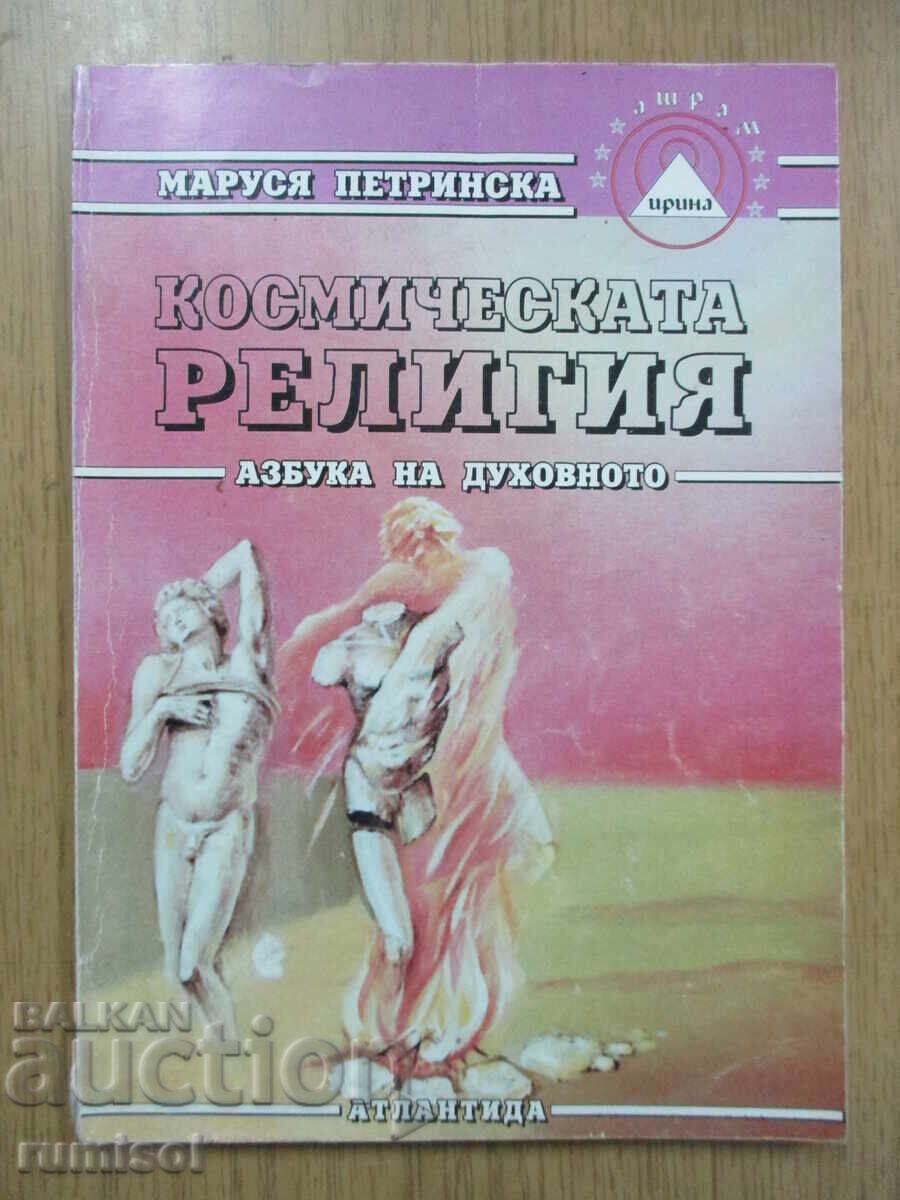 ашрам
МАРУСЯ ПЕТРИНСКА
ирина
КОСМИЧЕСКАТА
РЕЛИГИЯ
АЗБУКА НА ДУХОВНОТО
BALKAN
auction
АТЛАНТИДА
rumisol